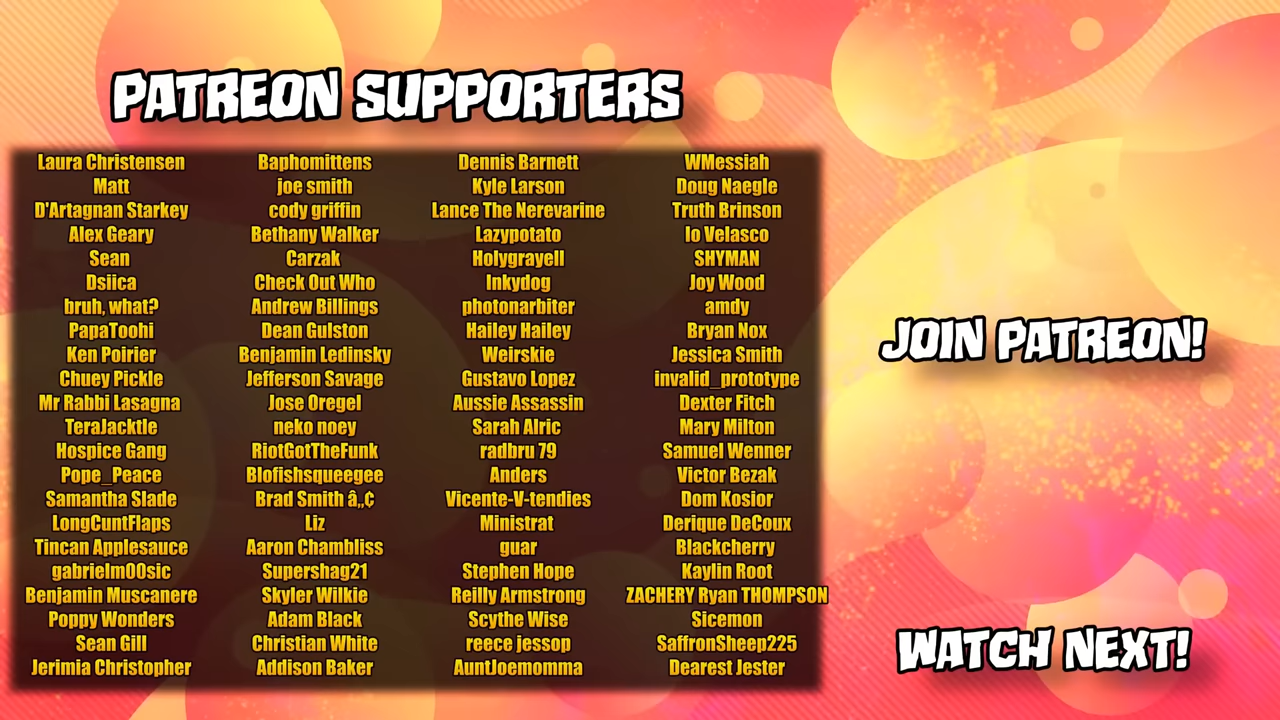 PATREON SUPPORTERS
Laura Christensen Baphomittens Dennis Barnett WMessiah
Matt joe smith Kyle Larson Doug Naegle
D'Artagnan Starkey cody griffin Lance The Nerevarine Truth Brinson
Alex Geary Bethany Walker Lazypotato Io Velasco
Sean Carzak Holygrayell SHYMAN
Dsiica Check Out Who Inkydog Joy Wood
bruh, what? Andrew Billings photonarbiter amdy
PapaToohi Dean Gulston Hailey Hailey Bryan Nox
Ken Poirier Benjamin Ledinsky Weirskie Jessica Smith
Chuey Pickle Jefferson Savage Gustavo Lopez invalid_prototype
Mr Rabbi Lasagna Jose Oregel Aussie Assassin Dexter Fitch
TeraJacktle neko noey Sarah Alric Mary Milton
Hospice Gang RiotGotTheFunk radbru 79 Samuel Wenner
Pope_Peace Blofishsqueegee Anders Victor Bezak
Samantha Slade Brad Smith â„¢ Vicente-V-tendies Dom Kosior
LongCuntFlaps Liz Ministrat Derique DeCoux
Tincan Applesauce Aaron Chambliss guar Blackcherry
gabrielm00sic Supershag21 Stephen Hope Kaylin Root
Benjamin Muscanere Skyler Wilkie Reilly Armstrong ZACHERY Ryan THOMPSON
Poppy Wonders Adam Black Scythe Wise Sicemon
Sean Gill Christian White reece jessop SaffronSheep225
Jerimia Christopher Addison Baker AuntJoemomma Dearest Jester
JOIN PATREON!
WATCH NEXT!